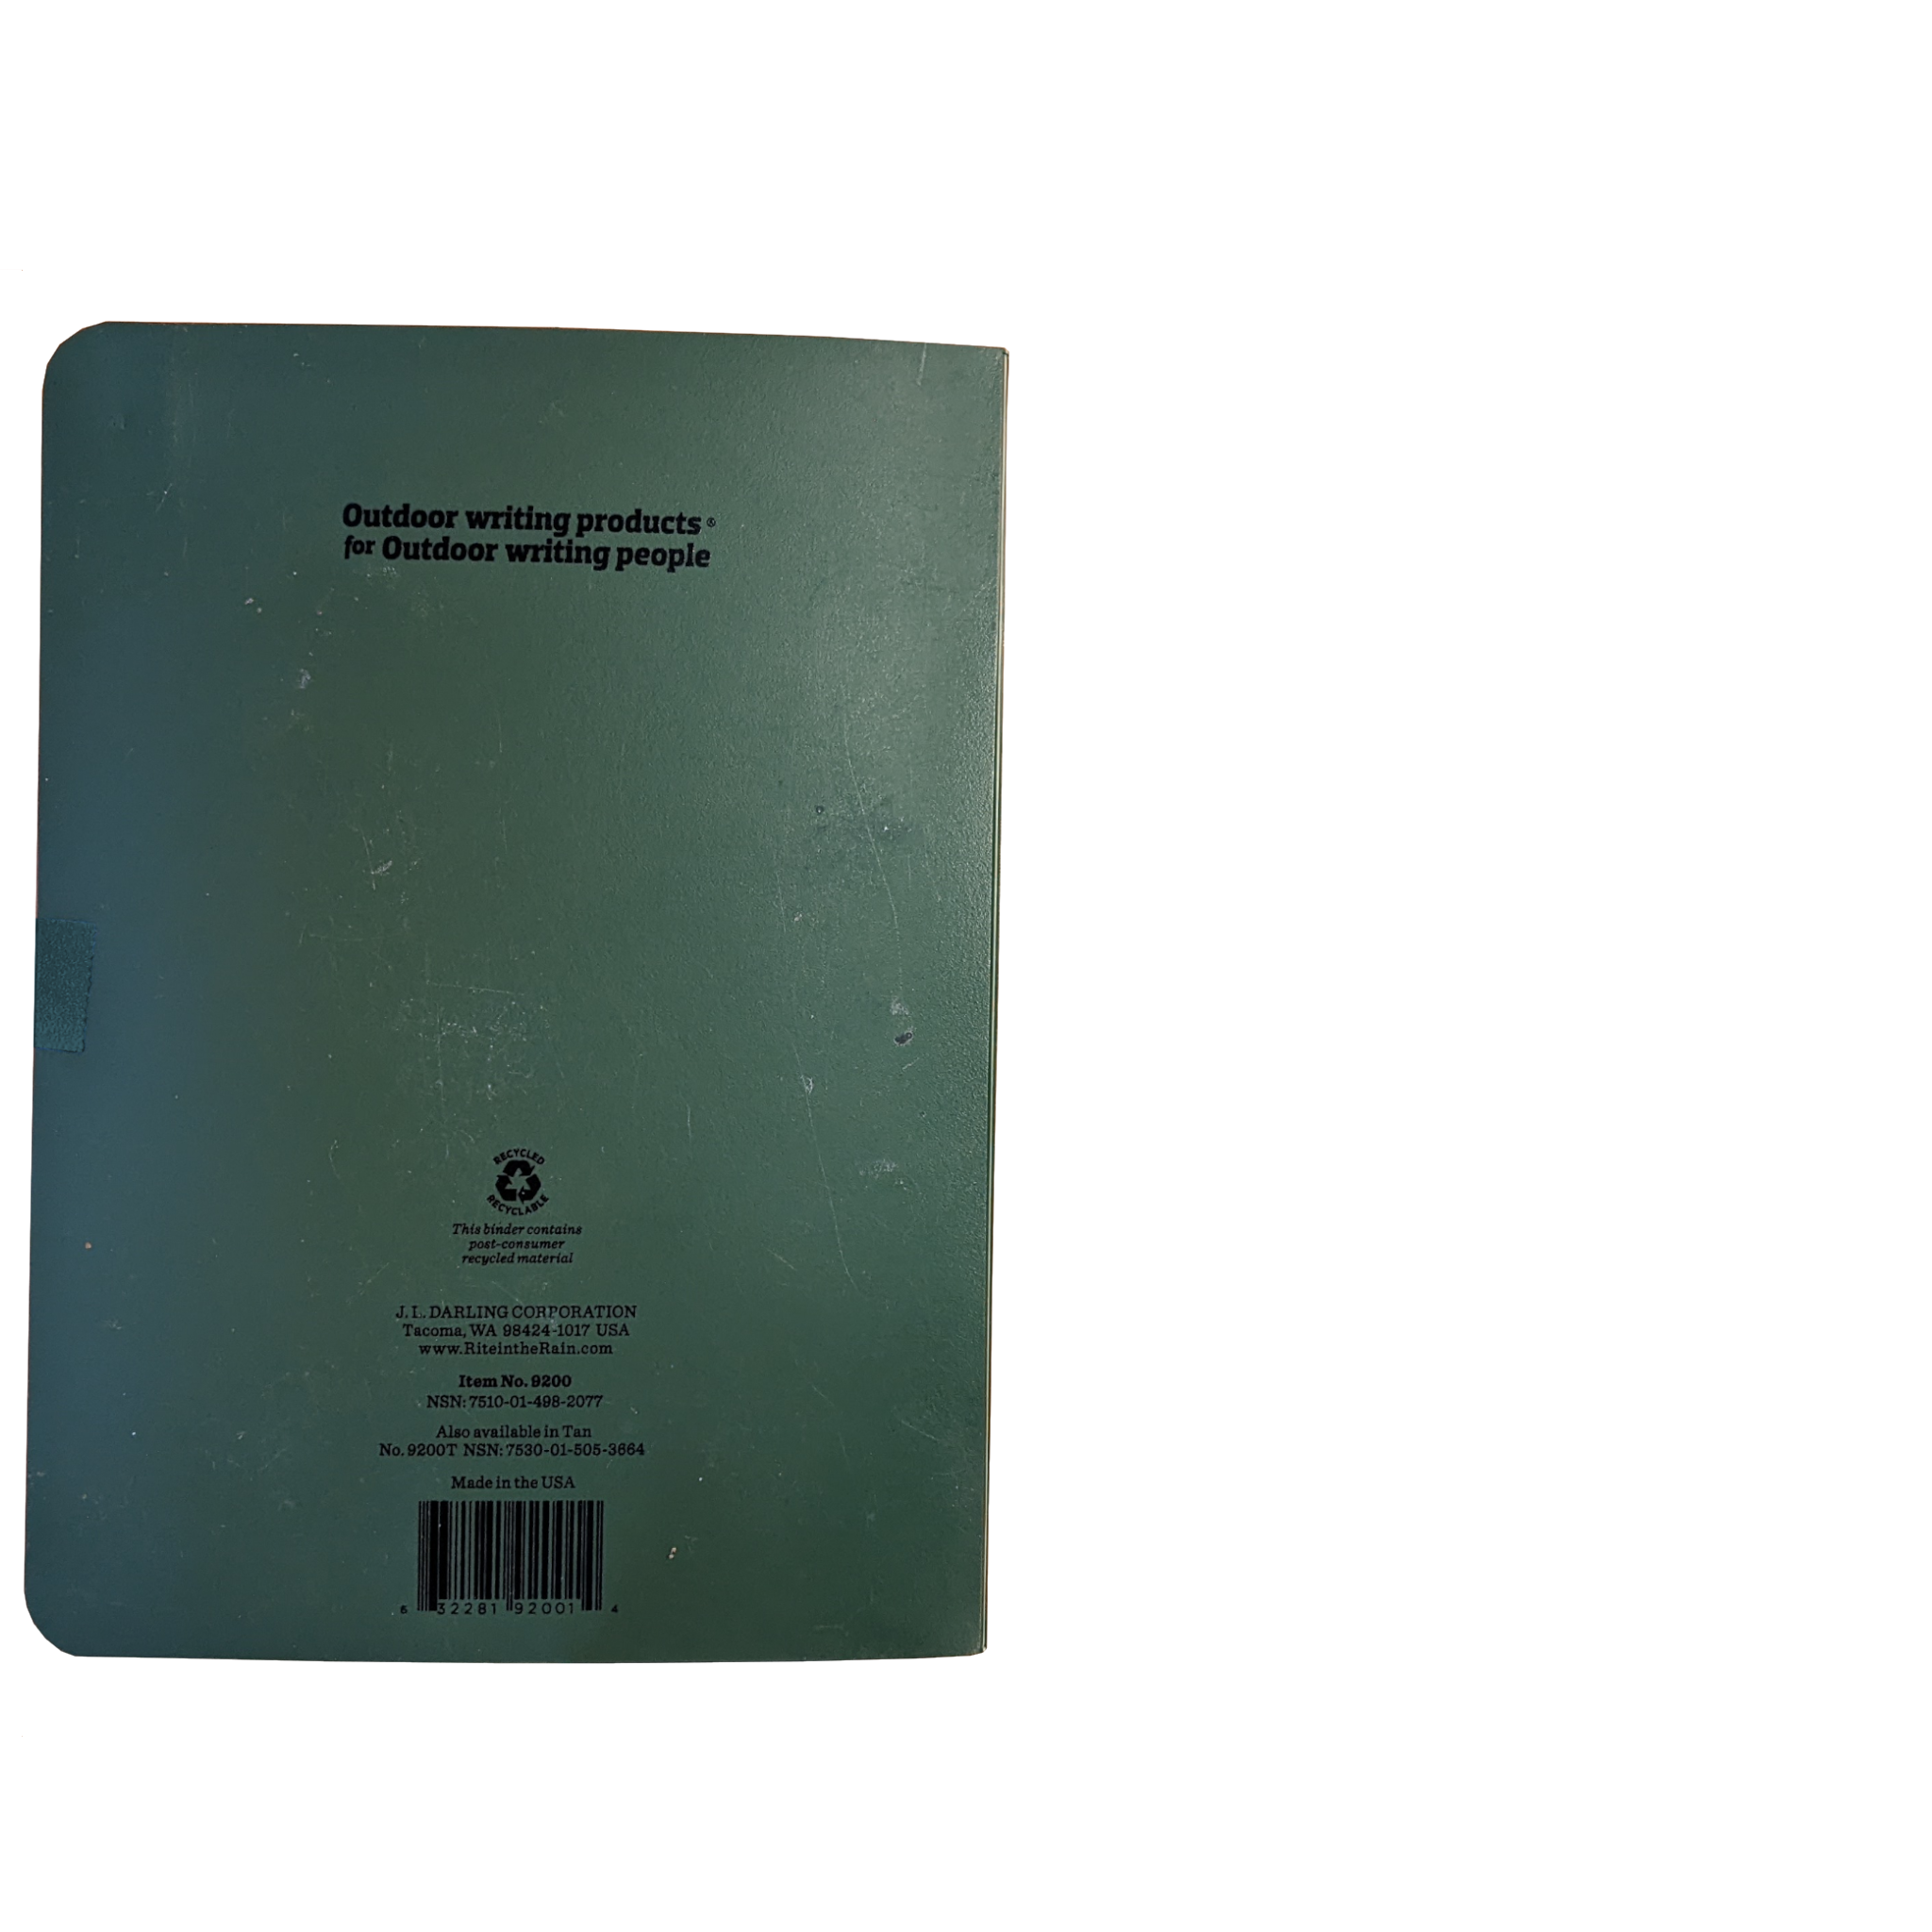 Outdoor writing products®
for Outdoor writing people
RECYCLED
RECYCLABLE
This binder contains
post-consumer
recycled material
J. L. DARLING CORPORATION
Tacoma, WA 98424-1017 USA
www.RiteintheRain.com
Item No. 9200
NSN: 7510-01-498-2077
Also available in Tan
No. 9200T NSN: 7530-01-505-3664
Made in the USA
6 32281 92001 4